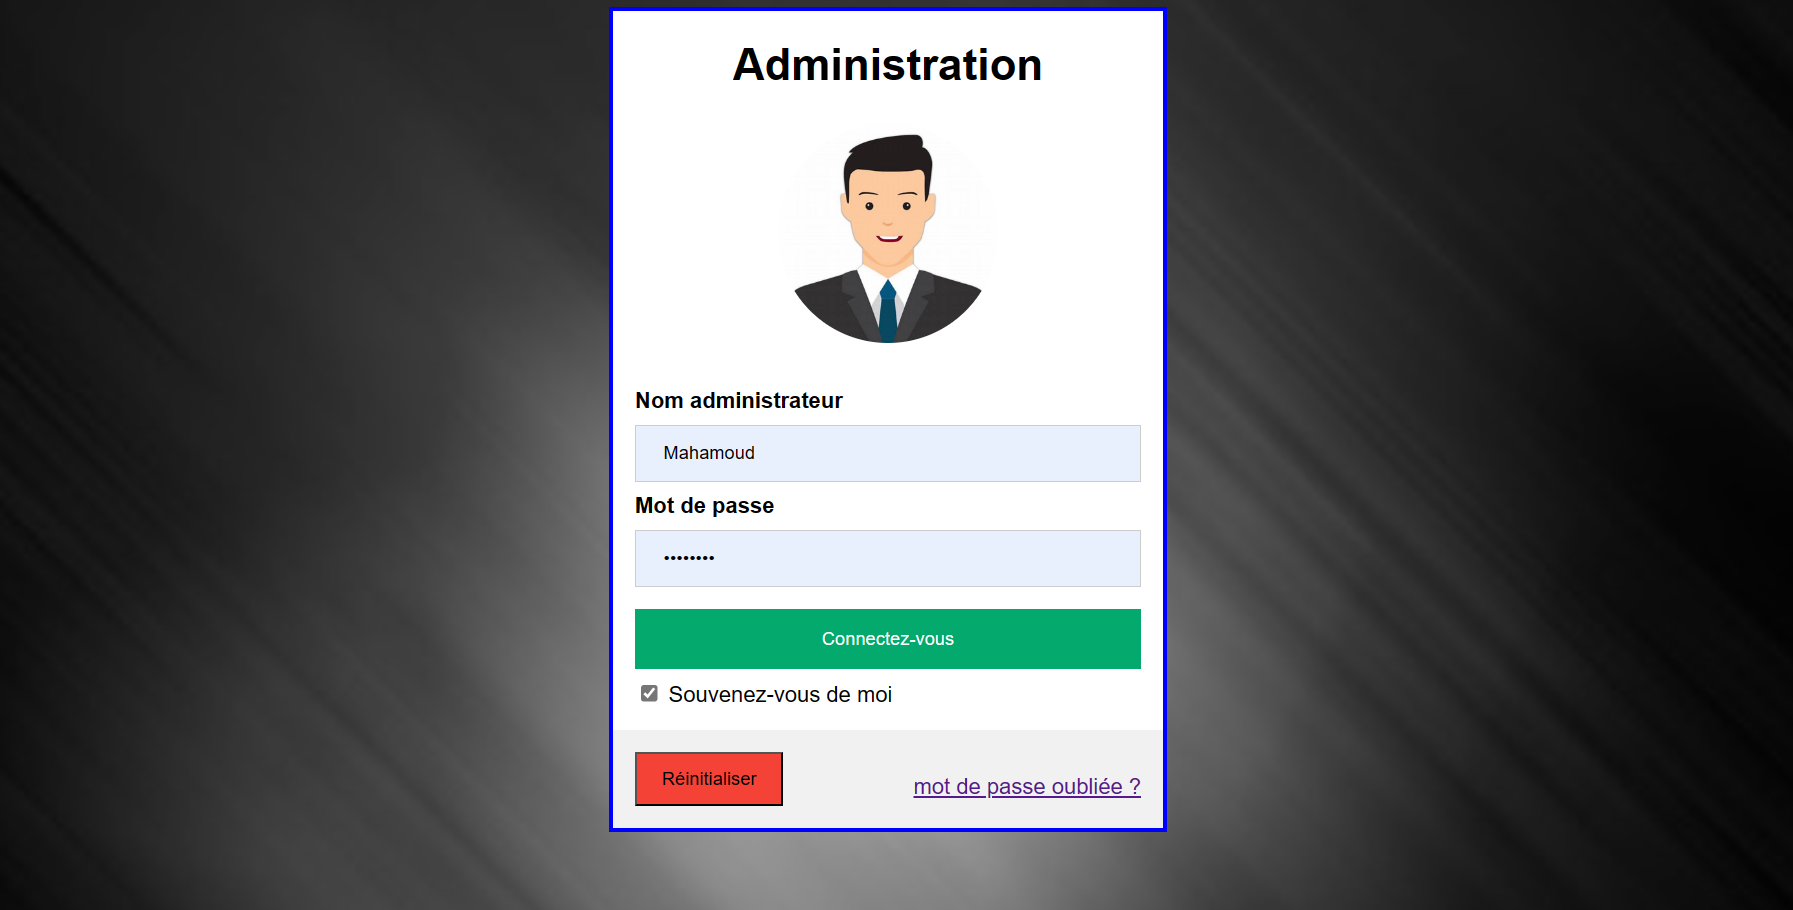 Administration
Nom administrateur
Mahamoud
Mot de passe
••••••••
Connectez-vous
Souvenez-vous de moi
Réinitialiser
mot de passe oubliée ?